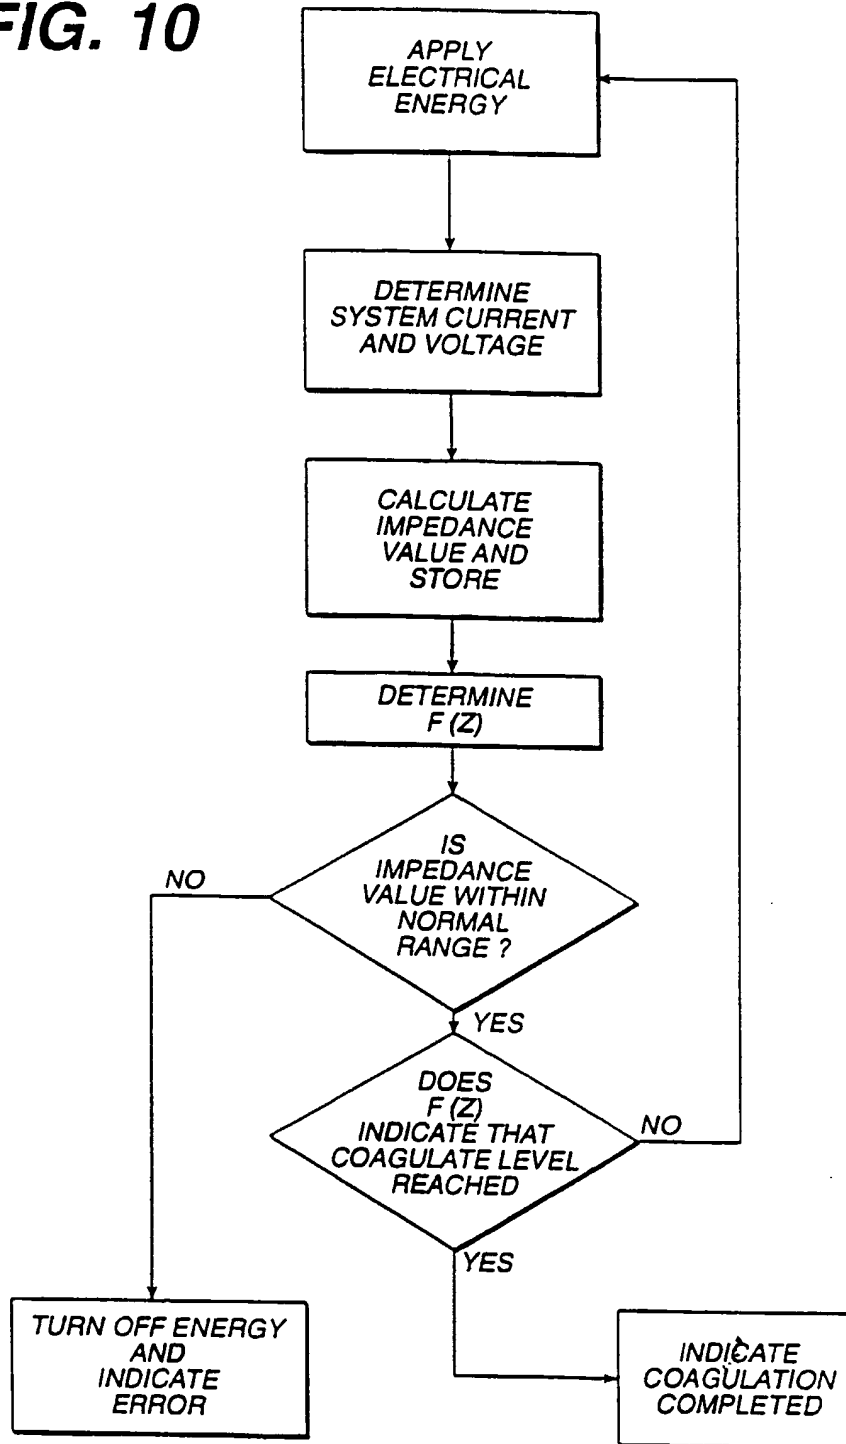 FIG. 10
APPLY
ELECTRICAL
ENERGY
DETERMINE
SYSTEM CURRENT
AND VOLTAGE
CALCULATE
IMPEDANCE
VALUE AND
STORE
DETERMINE
F (Z)
IS
IMPEDANCE
VALUE WITHIN
NORMAL
RANGE ?
NO
YES
DOES
F (Z)
INDICATE THAT
COAGULATE LEVEL
REACHED
NO
YES
TURN OFF ENERGY
AND
INDICATE
ERROR
INDICATE
COAGULATION
COMPLETED